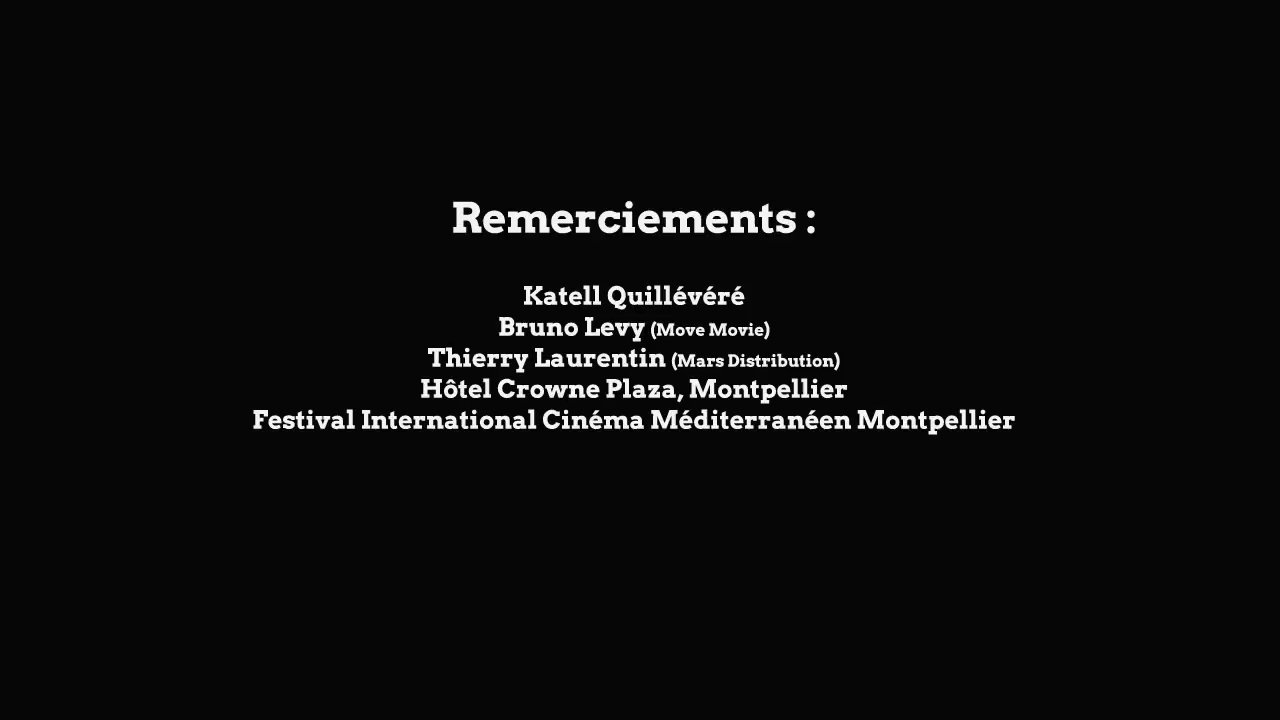 Remerciements :
Katell Quillévéré
Bruno Levy (Move Movie)
Thierry Laurentin (Mars Distribution)
Hôtel Crowne Plaza, Montpellier
Festival International Cinéma Méditerranéen Montpellier